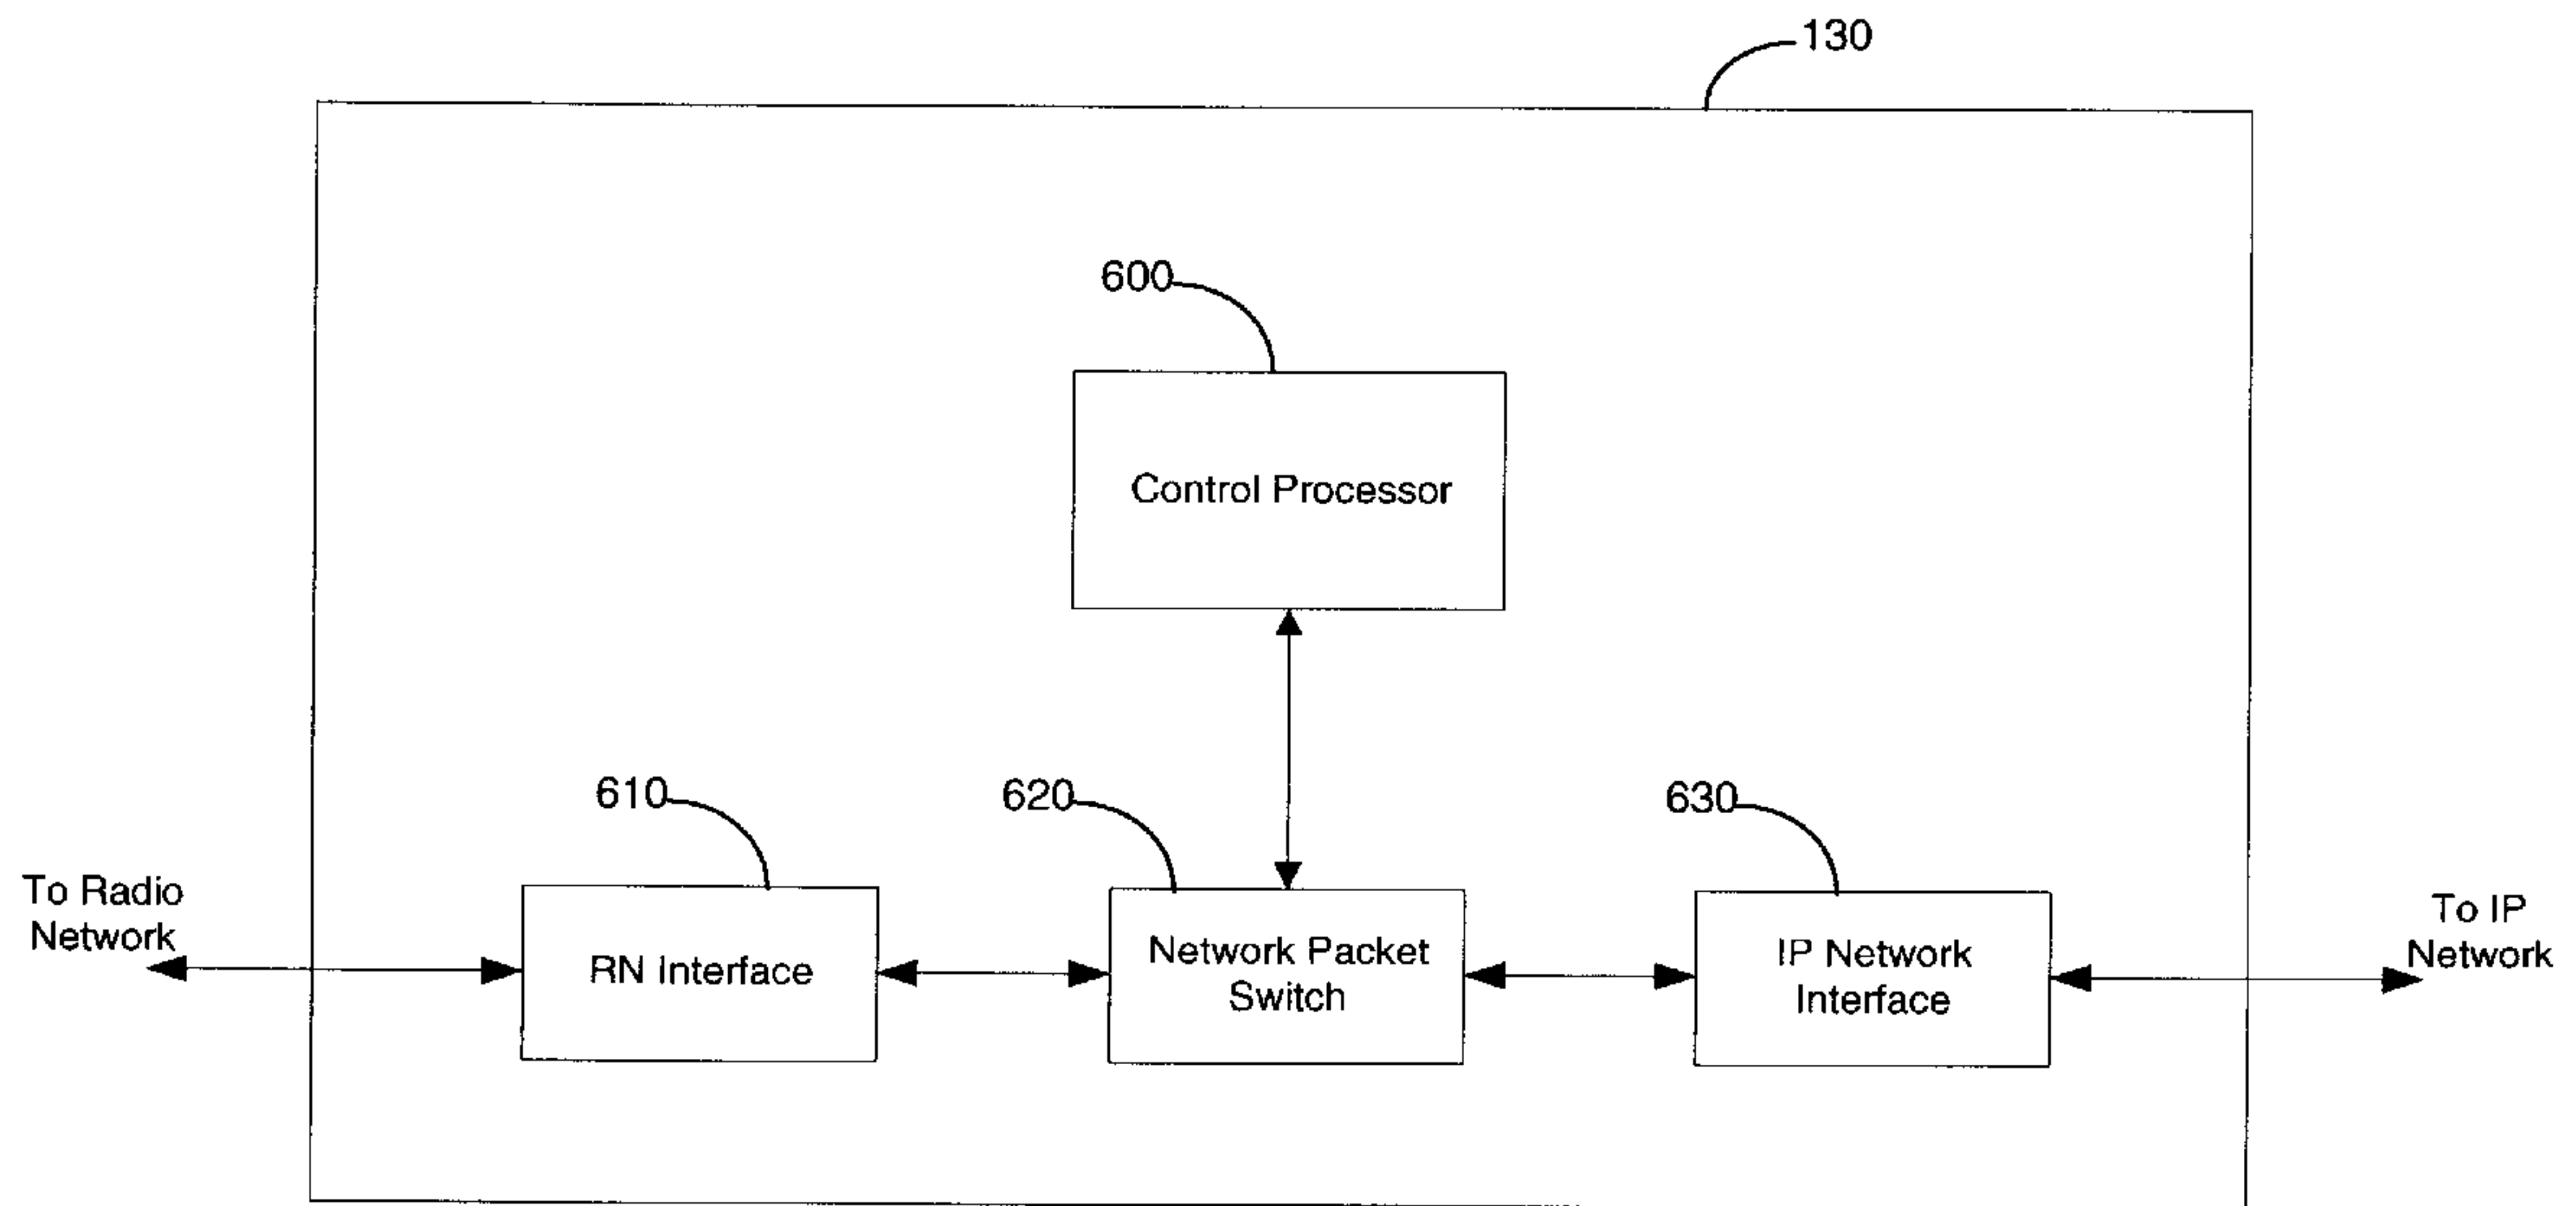 130
600
Control Processor
610
620
630
To Radio
Network
RN Interface
Network Packet
Switch
IP Network
Interface
To IP
Network